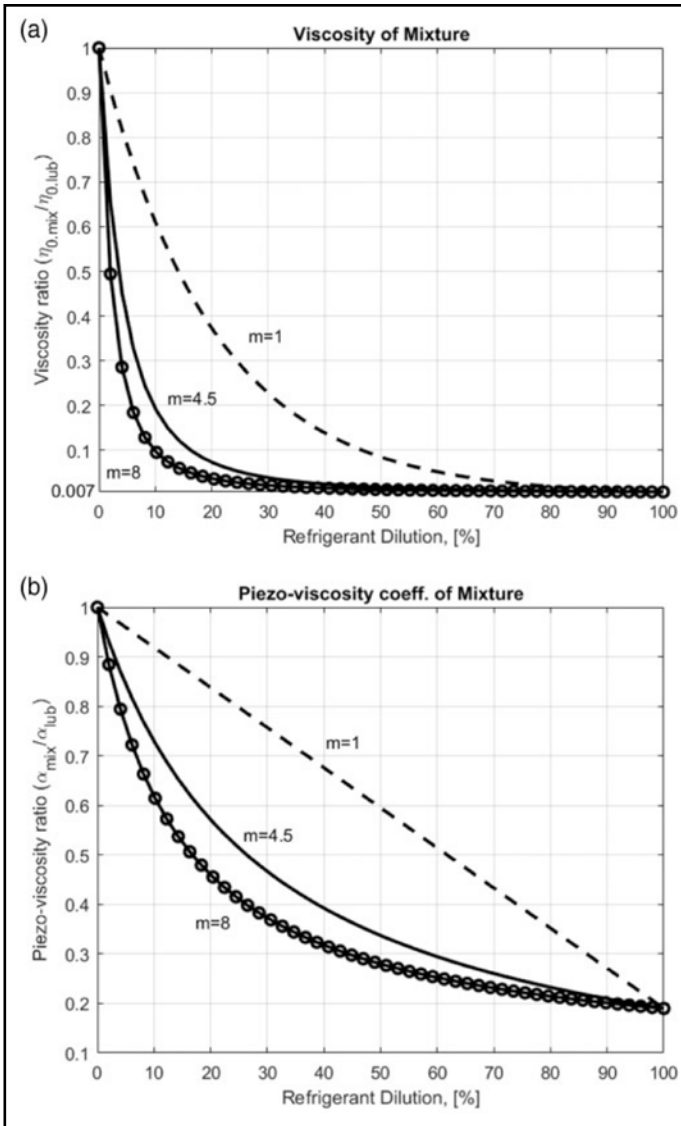 (a)
Viscosity of Mixture
Viscosity ratio (η0,mix/η0,lub)
1
0.9
0.8
0.7
0.6
0.5
0.4
0.3
0.2
0.1
0.007
m=1
m=4.5
m=8
0 10 20 30 40 50 60 70 80 90 100
Refrigerant Dilution, [%]
(b)
Piezo-viscosity coeff. of Mixture
Piezo-viscosity ratio (αmix/αlub)
1
0.9
0.8
0.7
0.6
0.5
0.4
0.3
0.2
0.1
m=1
m=4.5
m=8
0 10 20 30 40 50 60 70 80 90 100
Refrigerant Dilution, [%]